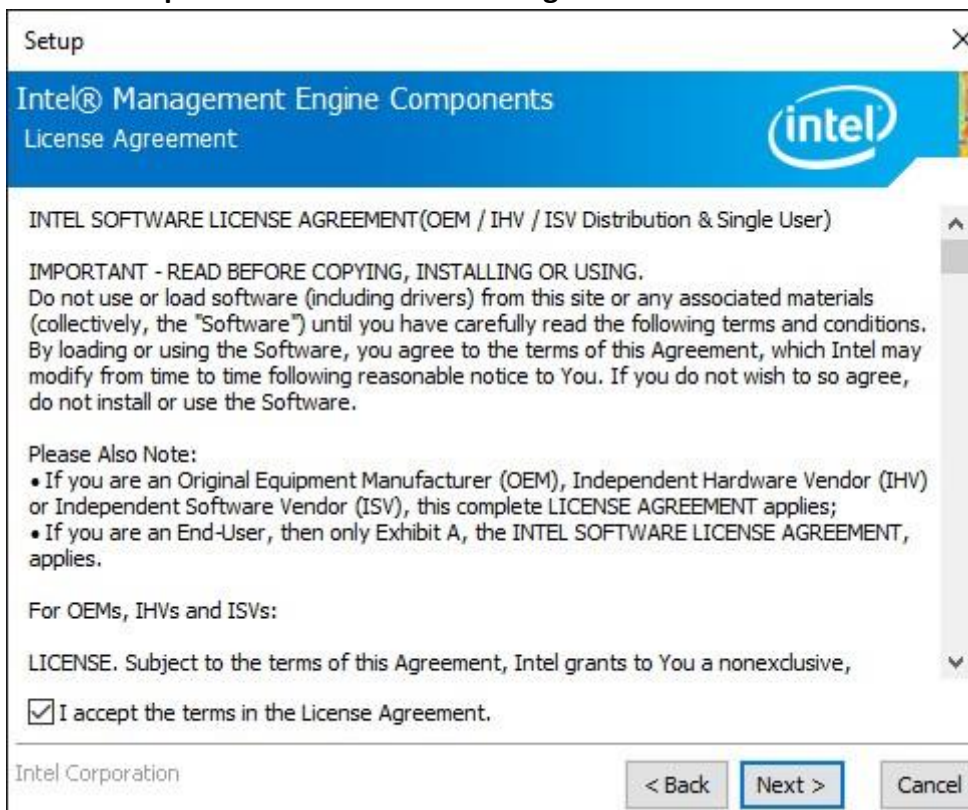 Setup
Intel® Management Engine Components
License Agreement
intel
INTEL SOFTWARE LICENSE AGREEMENT(OEM / IHV / ISV Distribution & Single User)
IMPORTANT - READ BEFORE COPYING, INSTALLING OR USING.
Do not use or load software (including drivers) from this site or any associated materials
(collectively, the "Software") until you have carefully read the following terms and conditions.
By loading or using the Software, you agree to the terms of this Agreement, which Intel may
modify from time to time following reasonable notice to You. If you do not wish to so agree,
do not install or use the Software.
Please Also Note:
• If you are an Original Equipment Manufacturer (OEM), Independent Hardware Vendor (IHV)
or Independent Software Vendor (ISV), this complete LICENSE AGREEMENT applies;
• If you are an End-User, then only Exhibit A, the INTEL SOFTWARE LICENSE AGREEMENT,
applies.
For OEMs, IHVs and ISVs:
LICENSE. Subject to the terms of this Agreement, Intel grants to You a nonexclusive,
I accept the terms in the License Agreement.
Intel Corporation
< Back
Next >
Cancel